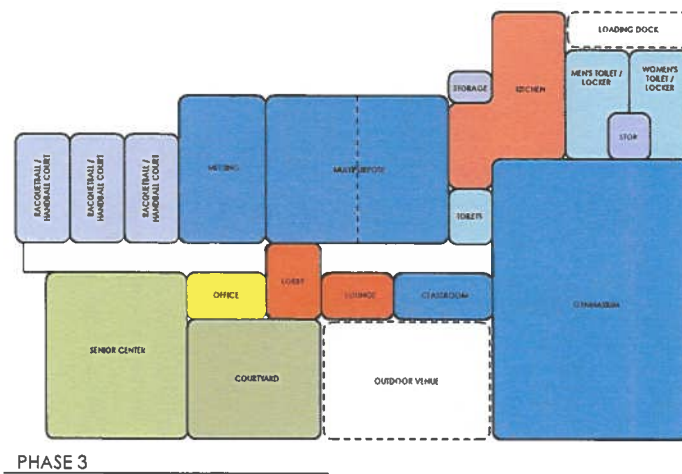 LOADING DOCK
MEN'S TOILET /
LOCKER
WOMEN'S
TOILET /
LOCKER
STORAGE
KITCHEN
STOR
RACQUETBALL /
HANDBALL COURT
RACQUETBALL /
HANDBALL COURT
RACQUETBALL /
HANDBALL COURT
MEETING
MULTIPURPOSE
TOILETS
LOBBY
OFFICE
LOUNGE
CLASSROOM
GYMNASIUM
SENIOR CENTER
COURTYARD
OUTDOOR VENUE
PHASE 3